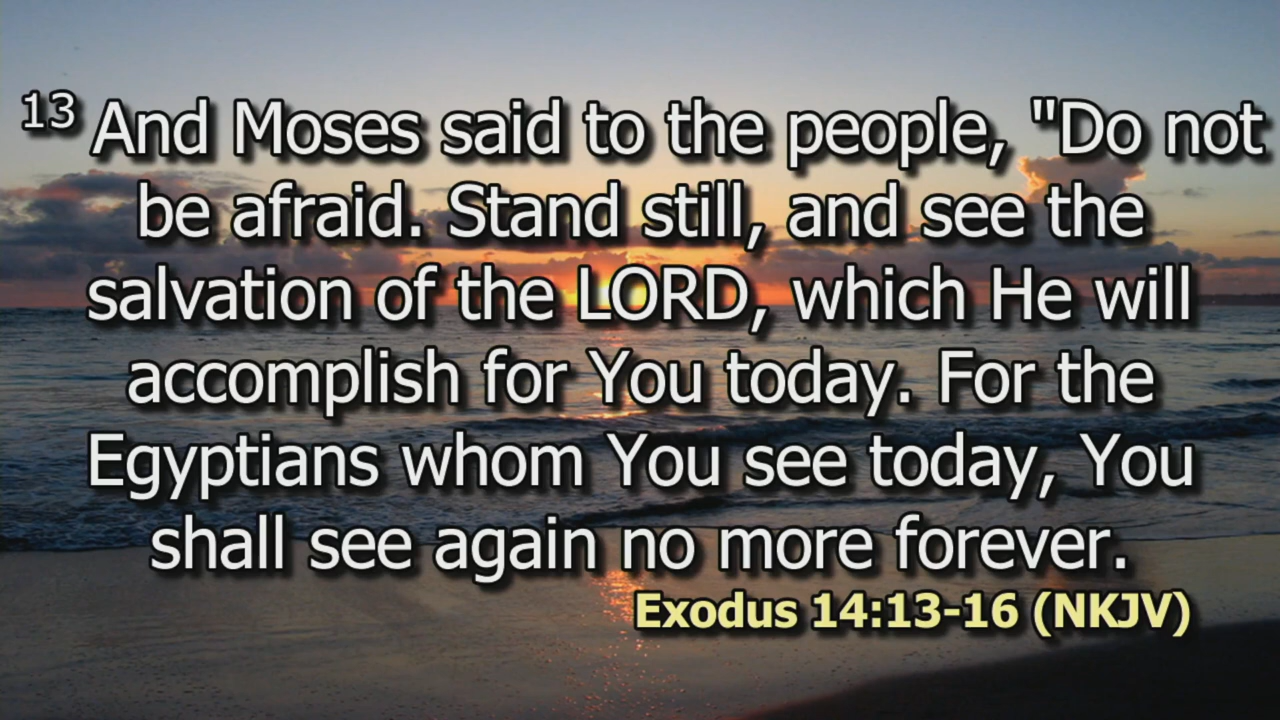 13 And Moses said to the people, "Do not
be afraid. Stand still, and see the
salvation of the LORD, which He will
accomplish for You today. For the
Egyptians whom You see today, You
shall see again no more forever.
Exodus 14:13-16 (NKJV)